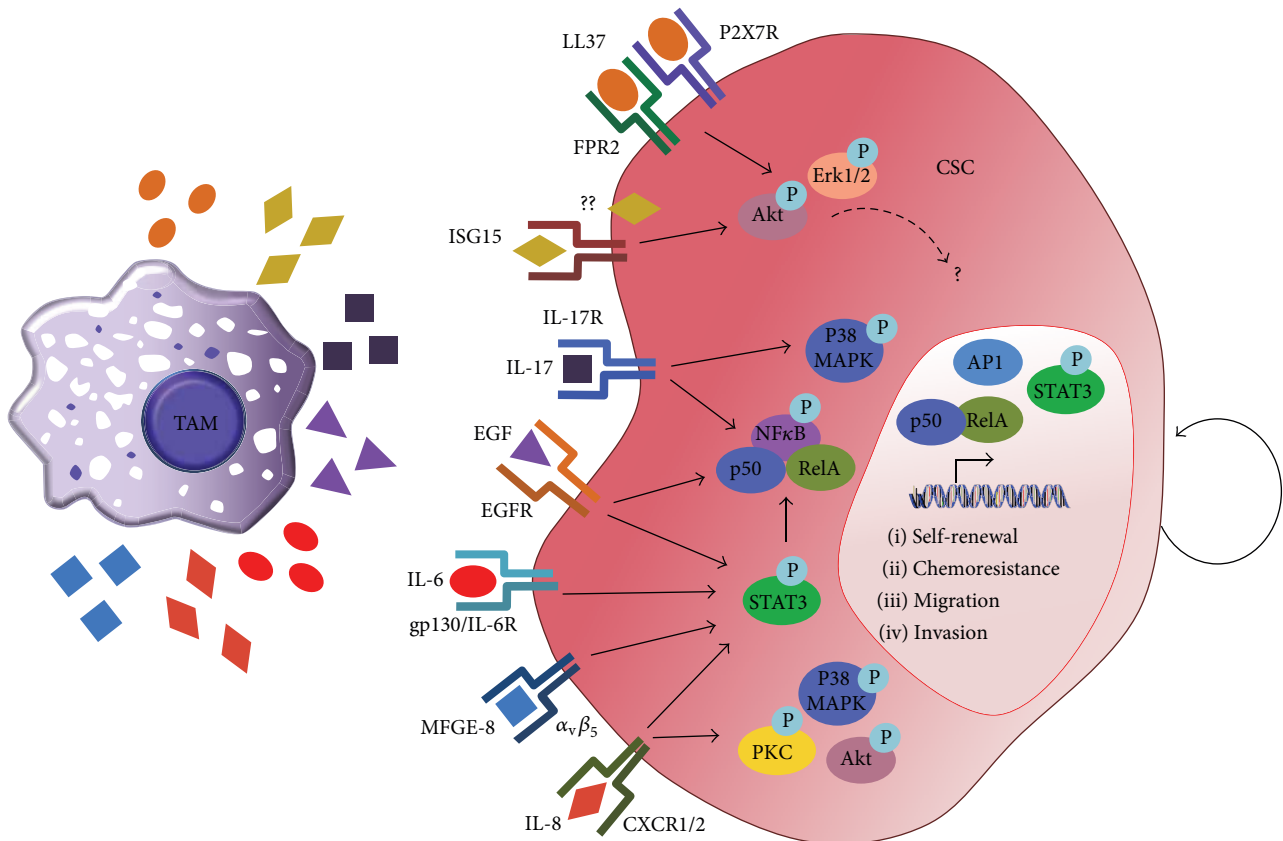 P2X7R
LL37
FPR2
P
Erk1/2
CSC
P
Akt
??
ISG15
?
IL-17R
IL-17
P
P38
MAPK
TAM
AP1
P
STAT3
p50
RelA
EGF
EGFR
P
NFκB
p50
RelA
(i) Self-renewal
(ii) Chemoresistance
(iii) Migration
(iv) Invasion
IL-6
gp130/IL-6R
P
STAT3
MFGE-8
αvβ5
P38
MAPK
P
P
PKC
P
Akt
IL-8
CXCR1/2